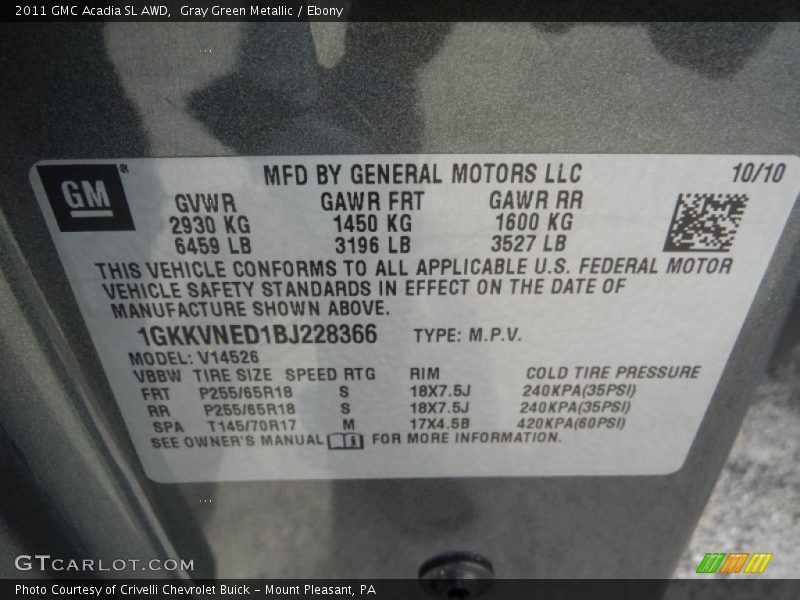 2011 GMC Acadia SL AWD,  Gray Green Metallic / Ebony
GM
MFD BY GENERAL MOTORS LLC 10/10
GVWR GAWR FRT GAWR RR
2930 KG 1450 KG 1600 KG
6459 LB 3196 LB 3527 LB
THIS VEHICLE CONFORMS TO ALL APPLICABLE U.S. FEDERAL MOTOR
VEHICLE SAFETY STANDARDS IN EFFECT ON THE DATE OF
MANUFACTURE SHOWN ABOVE.
1GKKVNED1BJ228366 TYPE: M.P.V.
MODEL: V14526
VBBW TIRE SIZE SPEED RTG RIM COLD TIRE PRESSURE
FRT P255/65R18 S 18X7.5J 240KPA(35PSI)
RR P255/65R18 S 18X7.5J 240KPA(35PSI)
SPA T145/70R17 M 17X4.5B 420KPA(60PSI)
SEE OWNER'S MANUAL FOR MORE INFORMATION.
GTCARLOT.COM
Photo Courtesy of Crivelli Chevrolet Buick – Mount Pleasant, PA